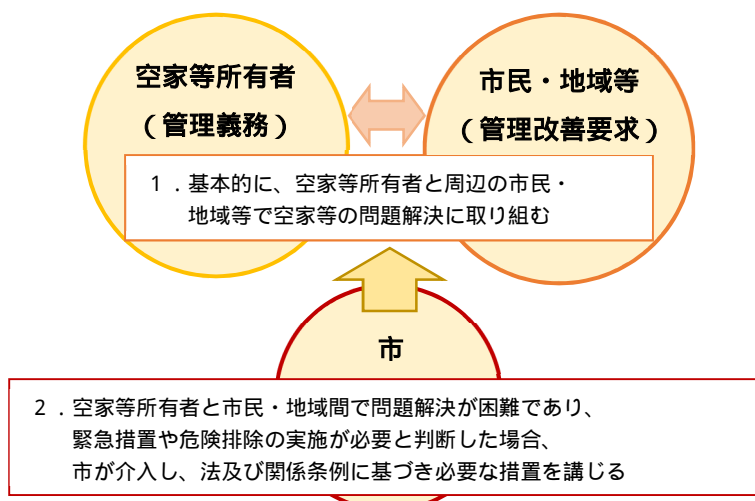 空家等所有者
（管理義務）
市民・地域等
（管理改善要求）
１．基本的に、空家等所有者と周辺の市民・
地域等で空家等の問題解決に取り組む
市
２．空家等所有者と市民・地域間で問題解決が困難であり、
緊急措置や危険排除の実施が必要と判断した場合、
市が介入し、法及び関係条例に基づき必要な措置を講じる